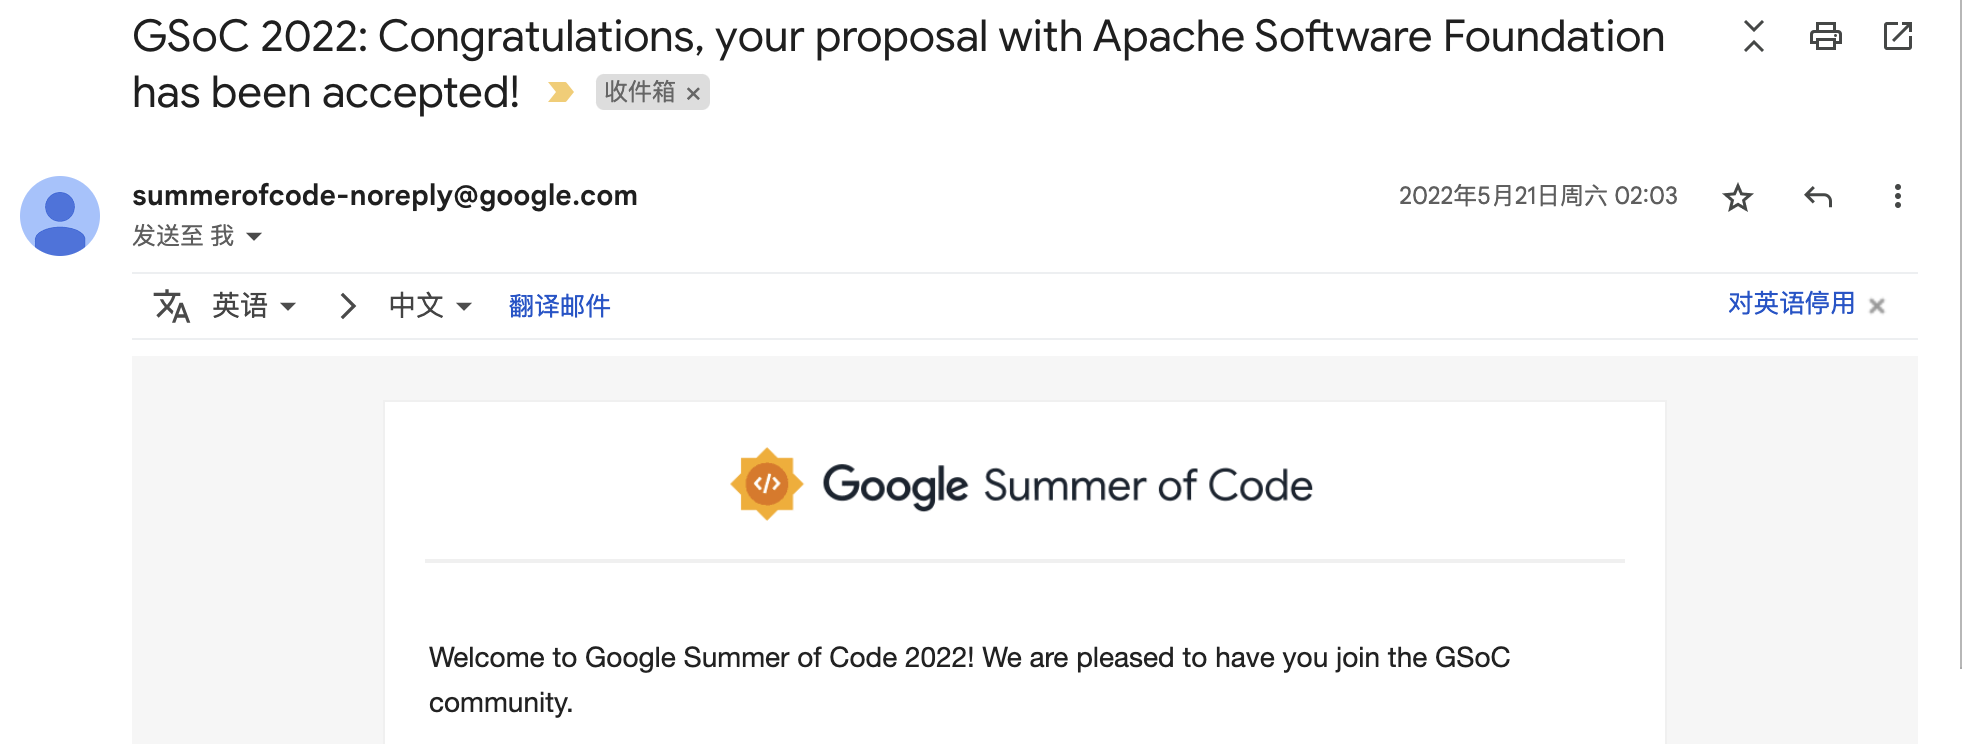 GSoC 2022: Congratulations, your proposal with Apache Software Foundation
has been accepted! 收件箱 ×
summerofcode-noreply@google.com
2022年5月21日周六 02:03
发送至 我
英语 中文 翻译邮件 对英语停用 ×
Google Summer of Code
Welcome to Google Summer of Code 2022! We are pleased to have you join the GSoC
community.